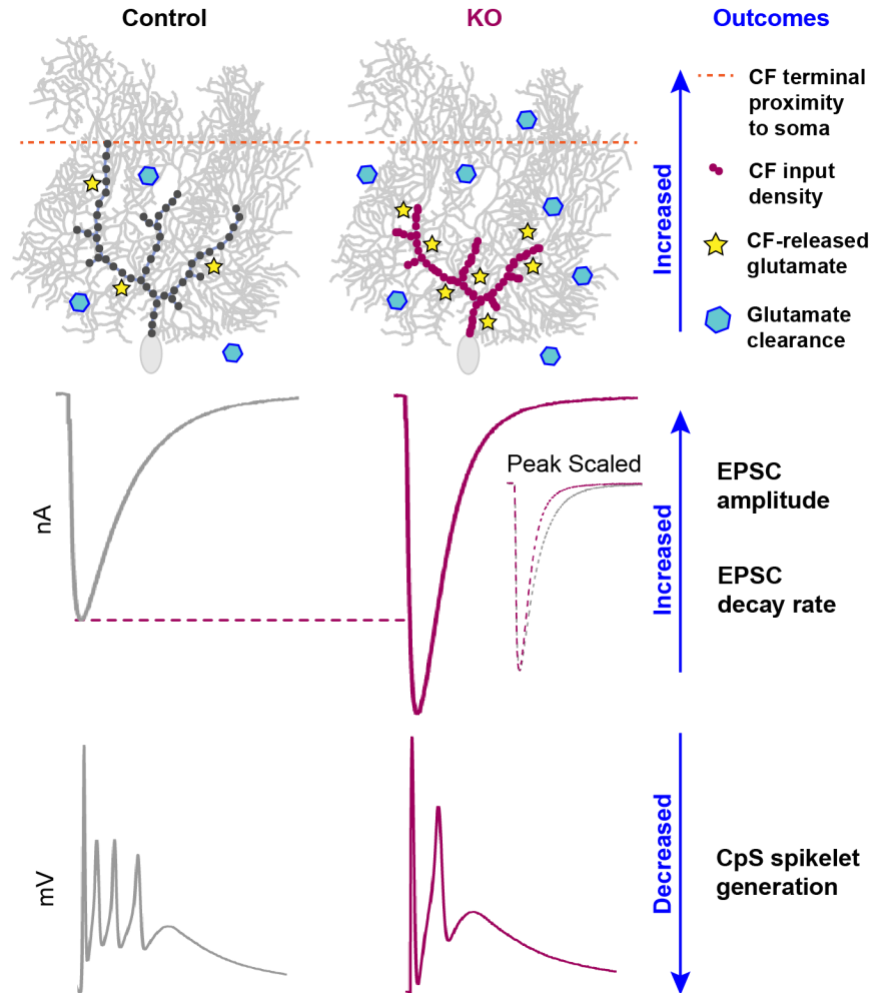 Control
KO
Outcomes
Increased
CF terminal
proximity
to soma
CF input
density
CF-released
glutamate
Glutamate
clearance
nA
Peak Scaled
Increased
EPSC
amplitude
EPSC
decay rate
mV
Decreased
CpS spikelet
generation